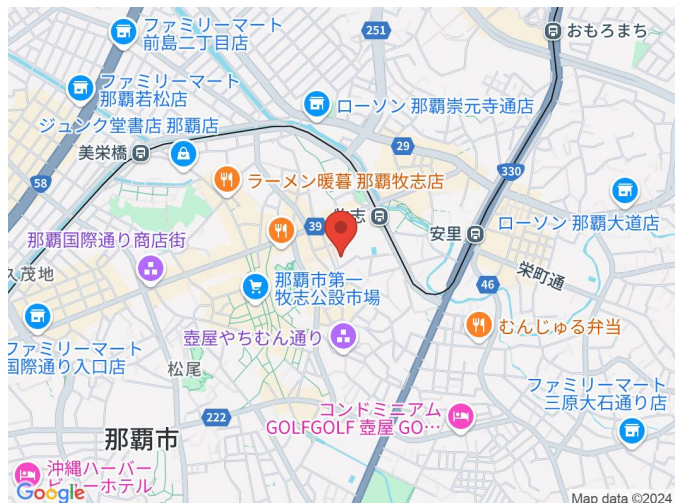 ファミリーマート
前島二丁目店
251
おもろまち
ファミリーマート
那覇若松店
ローソン 那覇崇元寺通店
ジュンク堂書店 那覇店
29
美栄橋
330
58
ラーメン暖暮 那覇牧志店
牧志
39
安里
ローソン 那覇大道店
那覇国際通り商店街
久茂地
栄町通
那覇市第一
牧志公設市場
46
ファミリーマート
国際通り入口店
壺屋やちむん通り
むんじゅる弁当
松尾
222
コンドミニアム
GOLFGOLF 壺屋 GO…
ファミリーマート
三原大石通り店
那覇市
沖縄ハーバー
ビューホテル
Google
Map data ©2024